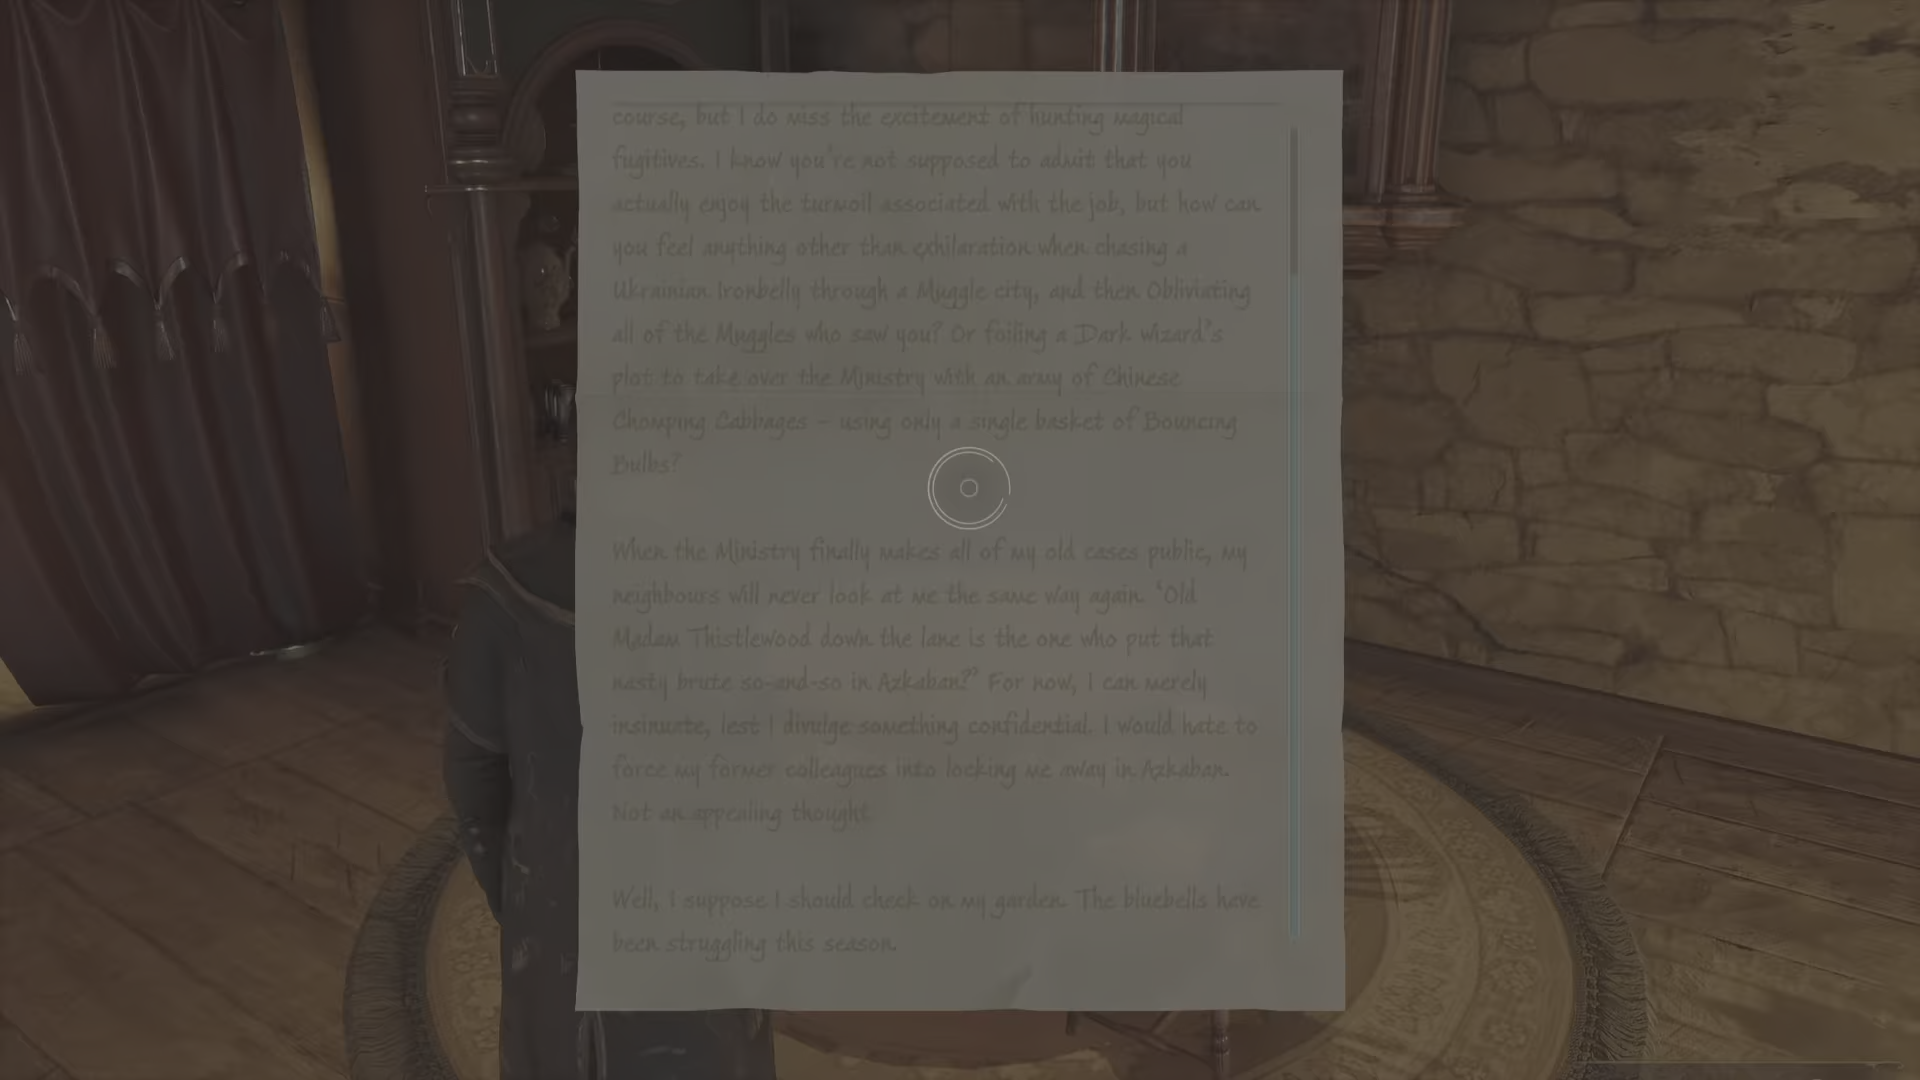 course, but I do miss the excitement of hunting magical
fugitives. I know you're not supposed to admit that you
actually enjoy the turmoil associated with the job, but how can
you feel anything other than exhilaration when chasing a
Ukrainian Ironbelly through a Muggle city, and then Obliviating
all of the Muggles who saw you? Or foiling a Dark wizard's
plot to take over the Ministry with an army of Chinese
Chomping Cabbages – using only a single basket of Bouncing
Bulbs?
When the Ministry finally makes all of my old cases public, my
neighbours will never look at me the same way again. 'Old
Madam Thistlewood down the lane is the one who put that
nasty brute so-and-so in Azkaban?' For now, I can merely
insinuate, lest I divulge something confidential. I would hate to
force my former colleagues into locking me away in Azkaban.
Not an appealing thought.
Well, I suppose I should check on my garden. The bluebells have
been struggling this season.